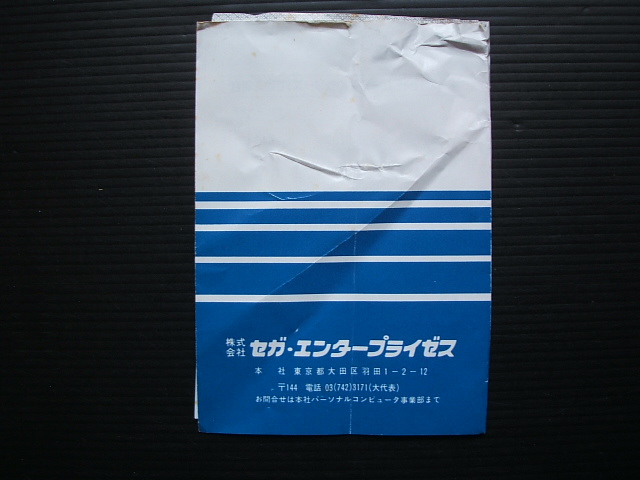 株式会社 セガ・エンタープライゼス
本 社 東京都大田区羽田1-2-12
〒144 電話 03(742)3171(大代表)
お問合せは本社パーソナルコンピュータ事業部まで